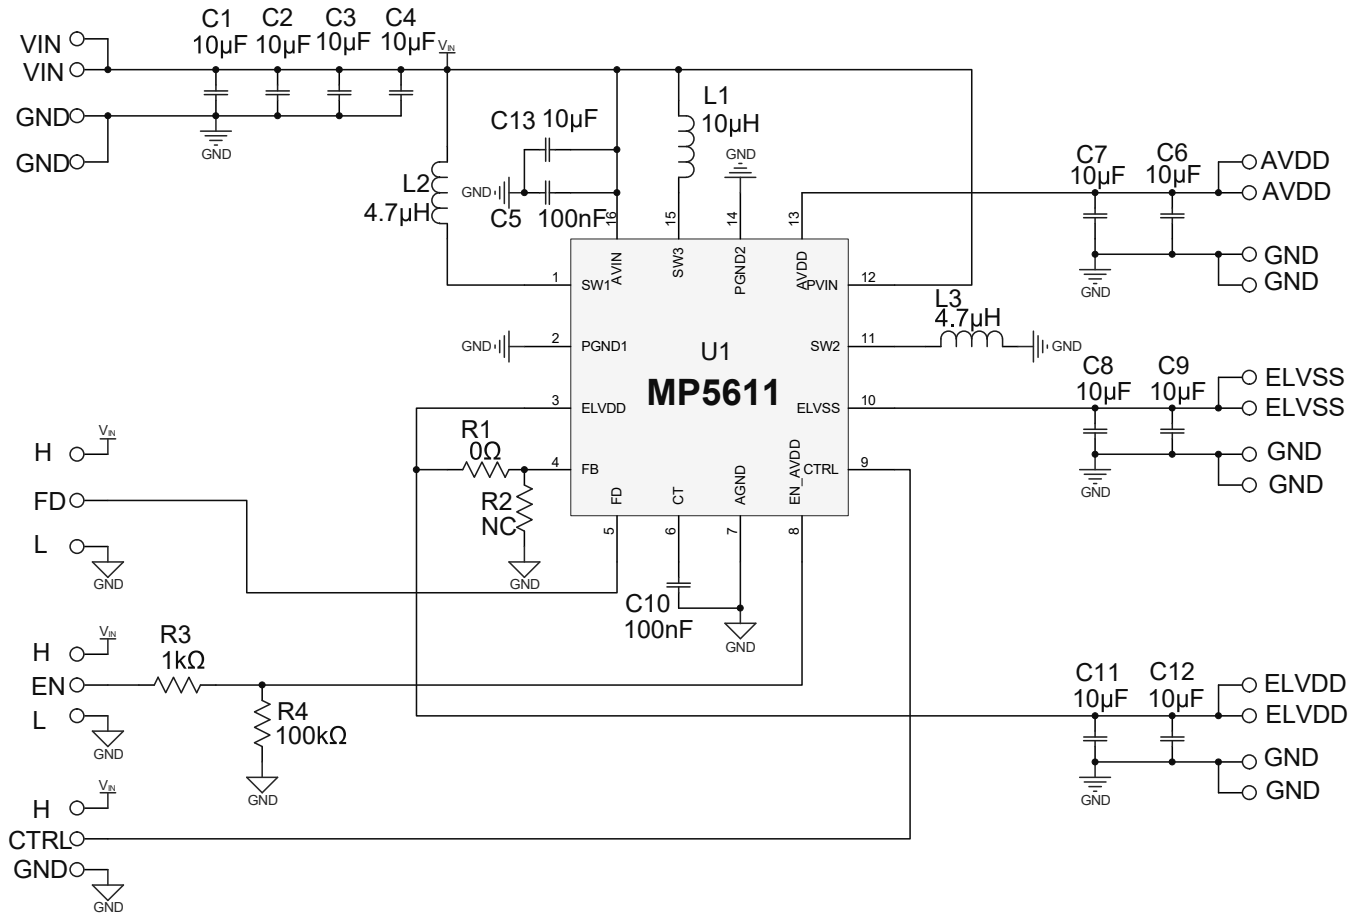 VIN
VIN
GND
GND
C1
10µF
C2
10µF
C3
10µF
C4
10µF
VIN
GND
C13 10µF
GND
C5 100nF
L2
4.7µH
L1
10µH
GND
16
15
14
13
AVIN
SW3
PGND2
AVDD
1
SW1
PVIN
12
GND
2
PGND1
SW2
11
L3
4.7µH
GND
3
ELVDD
ELVSS
10
4
FB
CTRL
9
U1
MP5611
FD
CT
AGND
EN_AVDD
5
6
7
8
C7
10µF
C6
10µF
AVDD
AVDD
GND
GND
GND
C8
10µF
C9
10µF
ELVSS
ELVSS
GND
GND
GND
R1
0Ω
R2
NC
GND
C10
100nF
GND
H
VIN
FD
L
GND
H
VIN
EN
L
GND
R3
1kΩ
R4
100kΩ
GND
H
VIN
CTRL
GND
GND
C11
10µF
C12
10µF
ELVDD
ELVDD
GND
GND
GND